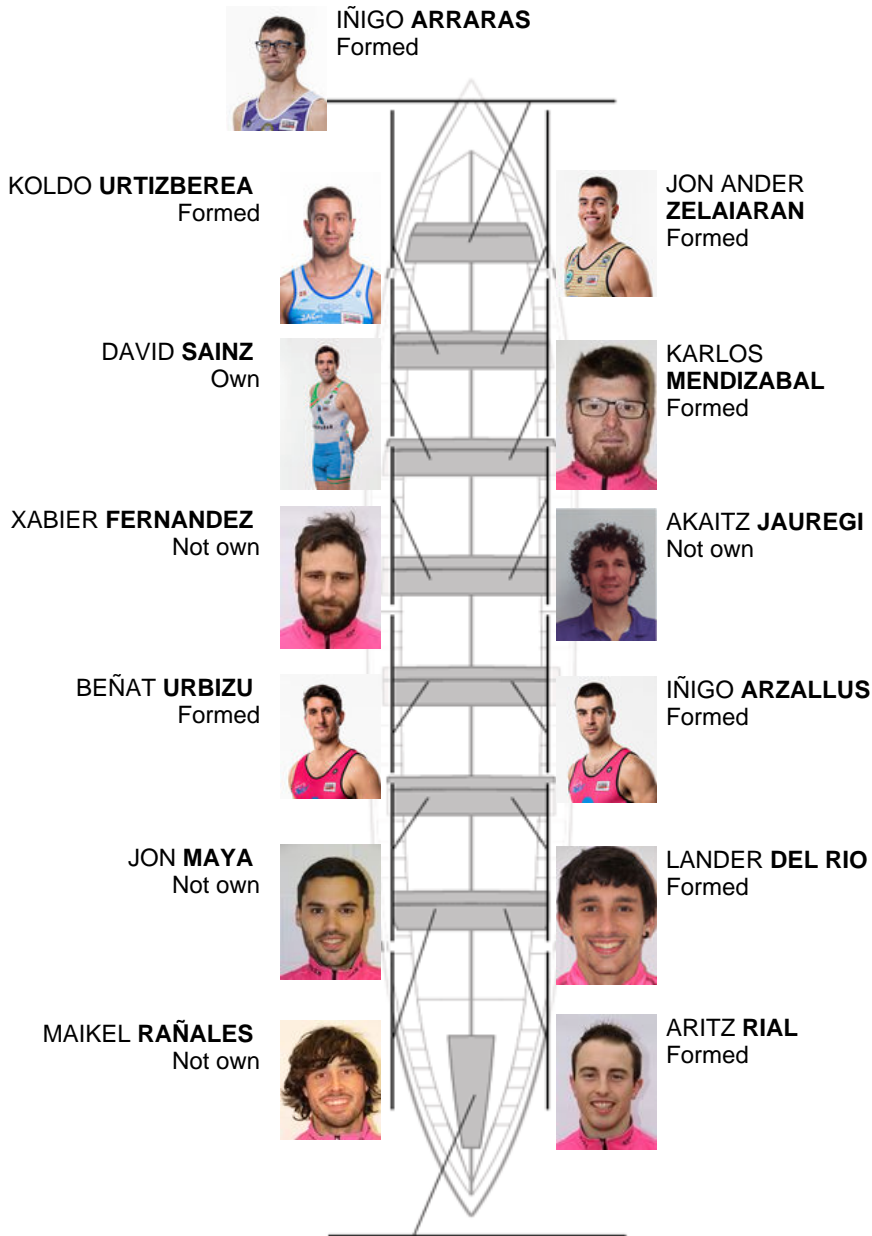 IÑIGO ARRARAS
Formed
KOLDO URTIZBEREA
Formed
JON ANDER
ZELAIARAN
Formed
DAVID SAINZ
Own
KARLOS
MENDIZABAL
Formed
XABIER FERNANDEZ
Not own
AKAITZ JAUREGI
Not own
BEÑAT URBIZU
Formed
IÑIGO ARZALLUS
Formed
JON MAYA
Not own
LANDER DEL RIO
Formed
MAIKEL RAÑALES
Not own
ARITZ RIAL
Formed